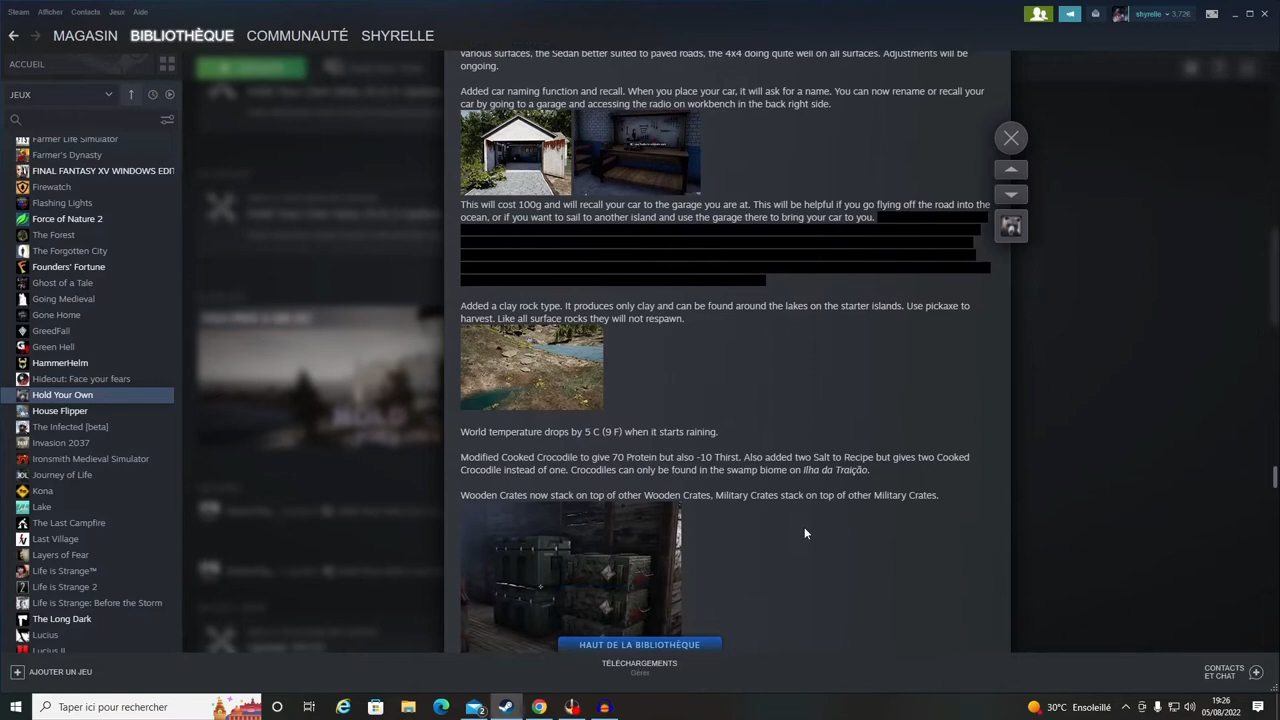 Steam Afficher Contacts Jeux Aide
shyrelle 3,72€
MAGASIN BIBLIOTHÈQUE COMMUNAUTÉ SHYRELLE
ACCUEIL
JEUX
Farmer Life Simulator
Farmer's Dynasty
FINAL FANTASY XV WINDOWS EDIT
Firewatch
Flashing Lights
Force of Nature 2
The Forest
The Forgotten City
Founders' Fortune
Ghost of a Tale
Going Medieval
Gone Home
GreedFall
Green Hell
HammerHelm
Hideout: Face your fears
Hold Your Own
House Flipper
The Infected [beta]
Invasion 2037
Ironsmith Medieval Simulator
Journey of Life
Kona
Lake
The Last Campfire
Last Village
Layers of Fear
Life is Strange™
Life is Strange 2
Life is Strange: Before the Storm
The Long Dark
Lucius
Lucius II
AJOUTER UN JEU
various surfaces, the Sedan better suited to paved roads, the 4x4 doing quite well on all surfaces. Adjustments will be
ongoing.
Added car naming function and recall. When you place your car, it will ask for a name. You can now rename or recall your
car by going to a garage and accessing the radio on workbench in the back right side.
This will cost 100g and will recall your car to the garage you are at. This will be helpful if you go flying off the road into the
ocean, or if you want to sail to another island and use the garage there to bring your car to you.
Added a clay rock type. It produces only clay and can be found around the lakes on the starter islands. Use pickaxe to
harvest. Like all surface rocks they will not respawn.
World temperature drops by 5 C (9 F) when it starts raining.
Modified Cooked Crocodile to give 70 Protein but also -10 Thirst. Also added two Salt to Recipe but gives two Cooked
Crocodile instead of one. Crocodiles can only be found in the swamp biome on Ilha da Traição.
Wooden Crates now stack on top of other Wooden Crates, Military Crates stack on top of other Military Crates.
HAUT DE LA BIBLIOTHÈQUE
TÉLÉCHARGEMENTS
Gérer
CONTACTS
ET CHAT
Taper ici pour rechercher
2
30°C Ensoleillé
19:26
05/08/2022